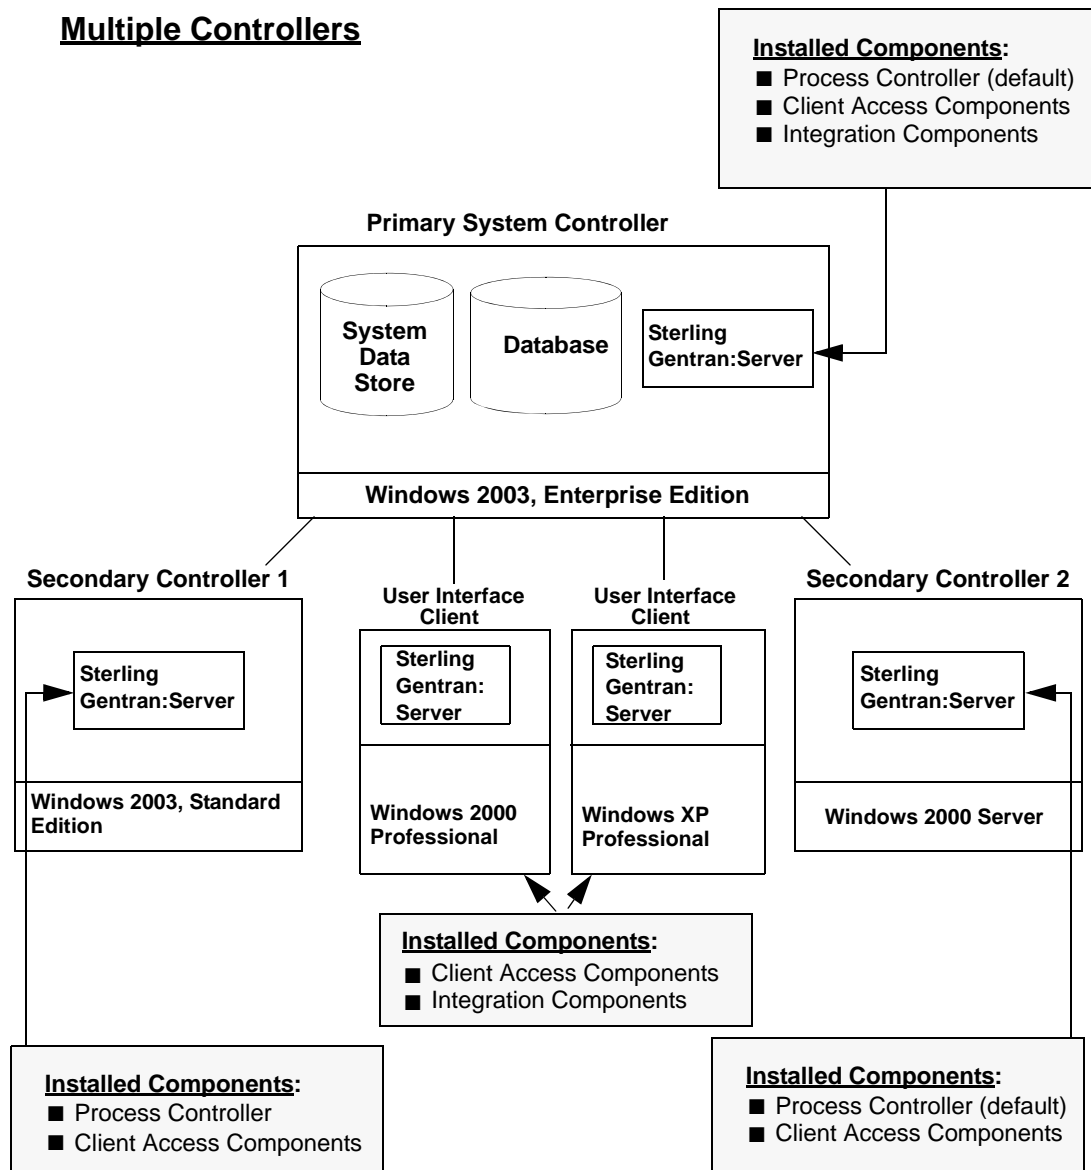 Multiple Controllers
Installed Components:
■ Process Controller (default)
■ Client Access Components
■ Integration Components
Primary System Controller
System
Data
Store
Database
Sterling
Gentran:Server
Windows 2003, Enterprise Edition
Secondary Controller 1
Sterling
Gentran:Server
Windows 2003, Standard
Edition
User Interface
Client
Sterling
Gentran:
Server
Windows 2000
Professional
User Interface
Client
Sterling
Gentran:
Server
Windows XP
Professional
Secondary Controller 2
Sterling
Gentran:Server
Windows 2000 Server
Installed Components:
■ Client Access Components
■ Integration Components
Installed Components:
■ Process Controller
■ Client Access Components
Installed Components:
■ Process Controller (default)
■ Client Access Components